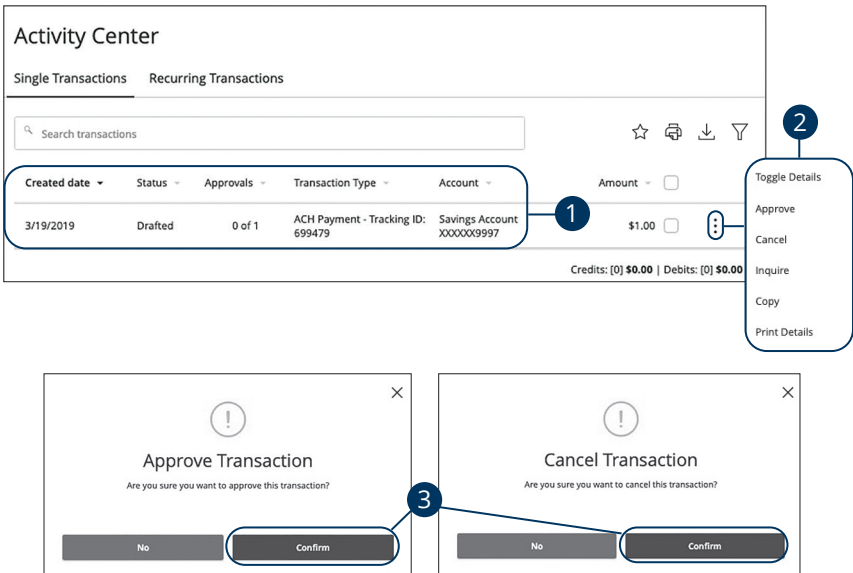 Activity Center
Single Transactions Recurring Transactions
Search transactions
2
Created date Status Approvals Transaction Type Account Amount
Toggle Details
1
3/19/2019 Drafted 0 of 1 ACH Payment - Tracking ID: Savings Account $1.00
699479 XXXXXX9997
Approve
Cancel
Credits: [0] $0.00 | Debits: [0] $0.00
Inquire
Copy
Print Details
Approve Transaction
Are you sure you want to approve this transaction?
No Confirm
3
Cancel Transaction
Are you sure you want to cancel this transaction?
No Confirm